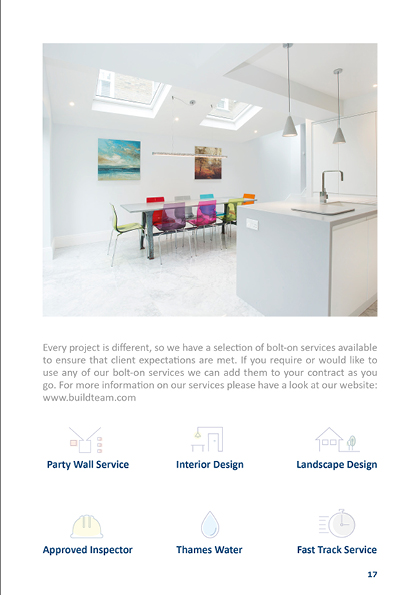 Every project is different, so we have a selection of bolt-on services available
to ensure that client expectations are met. If you require or would like to
use any of our bolt-on services we can add them to your contract as you
go. For more information on our services please have a look at our website:
www.buildteam.com
Party Wall Service
Interior Design
Landscape Design
Approved Inspector
Thames Water
Fast Track Service
17